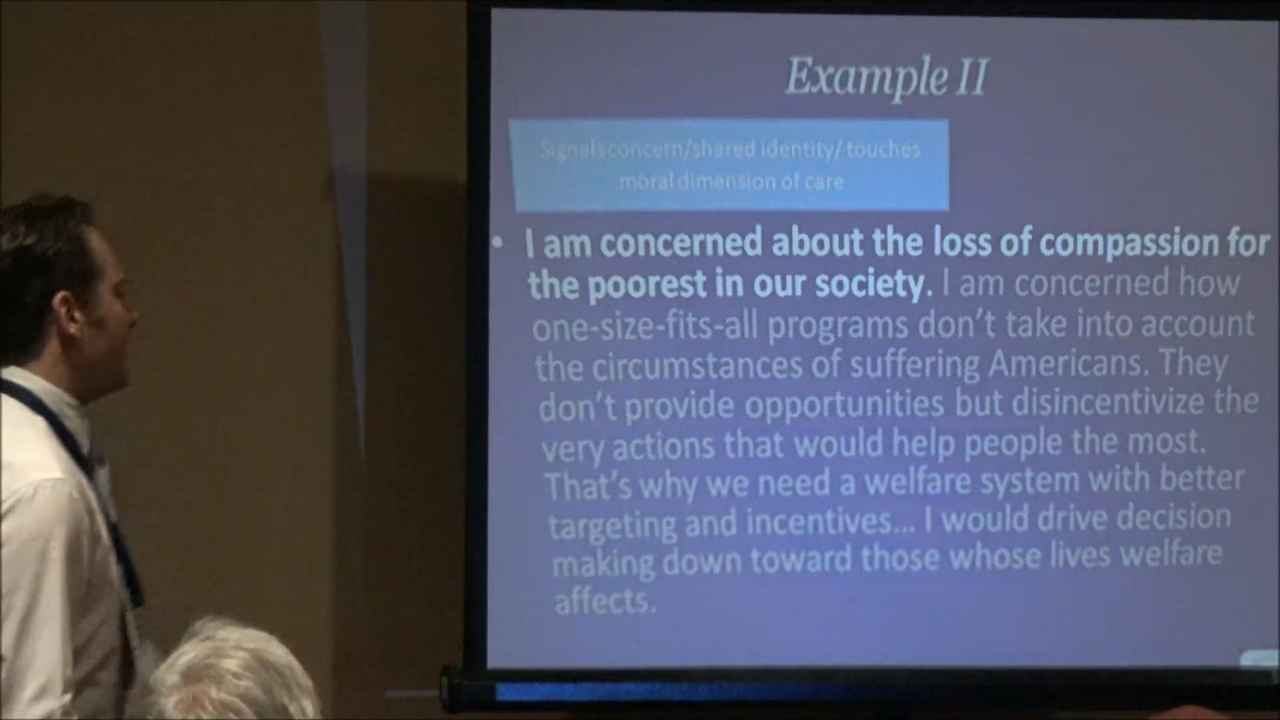 Example II
Signals concern/shared identity/ touches
moral dimension of care
• I am concerned about the loss of compassion for
the poorest in our society. I am concerned how
one-size-fits-all programs don't take into account
the circumstances of suffering Americans. They
don't provide opportunities but disincentivize the
very actions that would help people the most.
That's why we need a welfare system with better
targeting and incentives... I would drive decision
making down toward those whose lives welfare
affects.